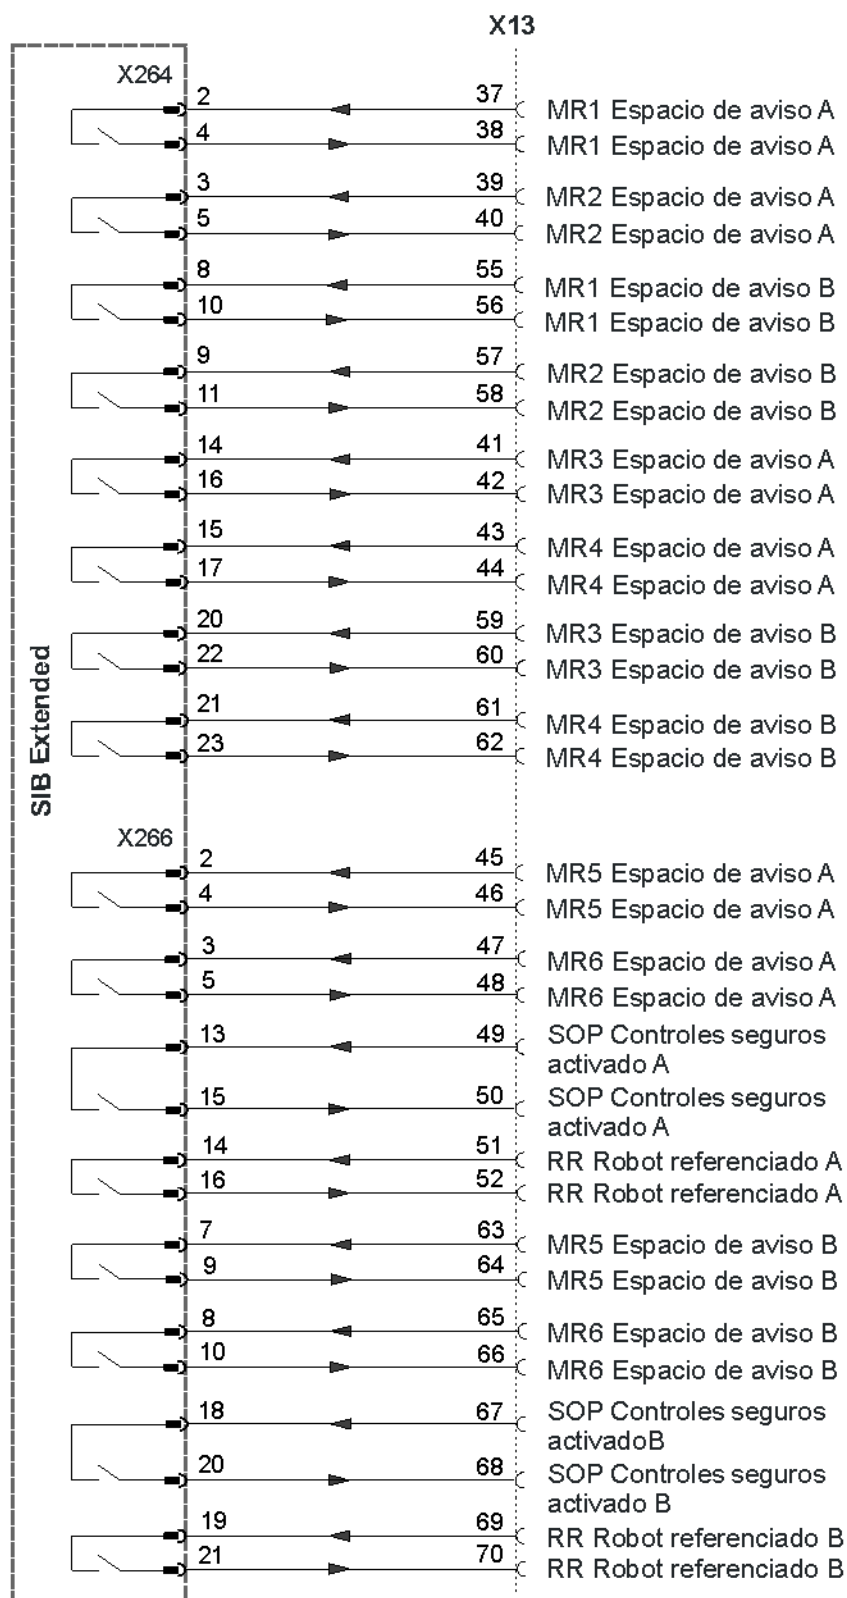 X13
X264
2 37 MR1 Espacio de aviso A
4 38 MR1 Espacio de aviso A
3 39 MR2 Espacio de aviso A
5 40 MR2 Espacio de aviso A
8 55 MR1 Espacio de aviso B
10 56 MR1 Espacio de aviso B
9 57 MR2 Espacio de aviso B
11 58 MR2 Espacio de aviso B
14 41 MR3 Espacio de aviso A
16 42 MR3 Espacio de aviso A
15 43 MR4 Espacio de aviso A
17 44 MR4 Espacio de aviso A
20 59 MR3 Espacio de aviso B
22 60 MR3 Espacio de aviso B
21 61 MR4 Espacio de aviso B
23 62 MR4 Espacio de aviso B
SIB Extended
X266
2 45 MR5 Espacio de aviso A
4 46 MR5 Espacio de aviso A
3 47 MR6 Espacio de aviso A
5 48 MR6 Espacio de aviso A
13 49 SOP Controles seguros
activado A
15 50 SOP Controles seguros
activado A
14 51 RR Robot referenciado A
16 52 RR Robot referenciado A
7 63 MR5 Espacio de aviso B
9 64 MR5 Espacio de aviso B
8 65 MR6 Espacio de aviso B
10 66 MR6 Espacio de aviso B
18 67 SOP Controles seguros
activadoB
20 68 SOP Controles seguros
activado B
19 69 RR Robot referenciado B
21 70 RR Robot referenciado B